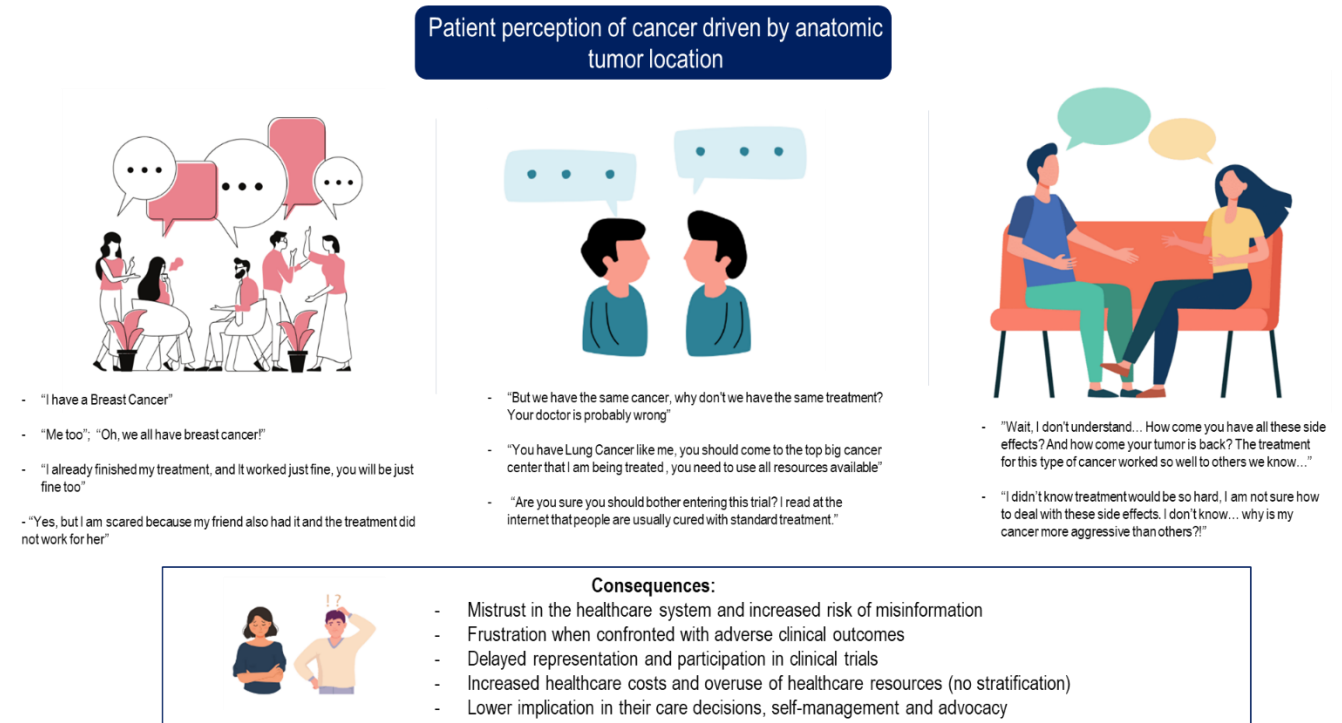 Patient perception of cancer driven by anatomic
tumor location
- "I have a Breast Cancer"
- "Me too"; "Oh, we all have breast cancer!"
- "I already finished my treatment, and It worked just fine, you will be just
fine too"
- "Yes, but I am scared because my friend also had it and the treatment did
not work for her"
- "But we have the same cancer, why don't we have the same treatment?
Your doctor is probably wrong"
- "You have Lung Cancer like me, you should come to the top big cancer
center that I am being treated , you need to use all resources available"
- "Are you sure you should bother entering this trial? I read at the
internet that people are usually cured with standard treatment."
- "Wait, I don't understand… How come you have all these side
effects? And how come your tumor is back? The treatment
for this type of cancer worked so well to others we know…"
- "I didn't know treatment would be so hard, I am not sure how
to deal with these side effects. I don't know… why is my
cancer more aggressive than others?!"
! ?
Consequences:
- Mistrust in the healthcare system and increased risk of misinformation
- Frustration when confronted with adverse clinical outcomes
- Delayed representation and participation in clinical trials
- Increased healthcare costs and overuse of healthcare resources (no stratification)
- Lower implication in their care decisions, self-management and advocacy